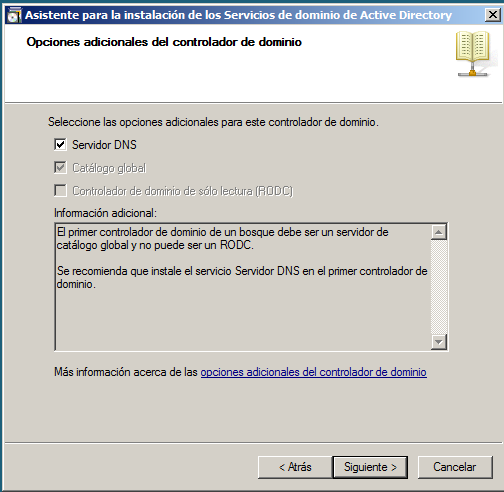 Asistente para la instalación de los Servicios de dominio de Active Directory
Opciones adicionales del controlador de dominio
Seleccione las opciones adicionales para este controlador de dominio.
Servidor DNS
Catálogo global
Controlador de dominio de sólo lectura (RODC)
Información adicional:
El primer controlador de dominio de un bosque debe ser un servidor de
catálogo global y no puede ser un RODC.
Se recomienda que instale el servicio Servidor DNS en el primer controlador de
dominio.
Más información acerca de las opciones adicionales del controlador de dominio
< Atrás Siguiente > Cancelar